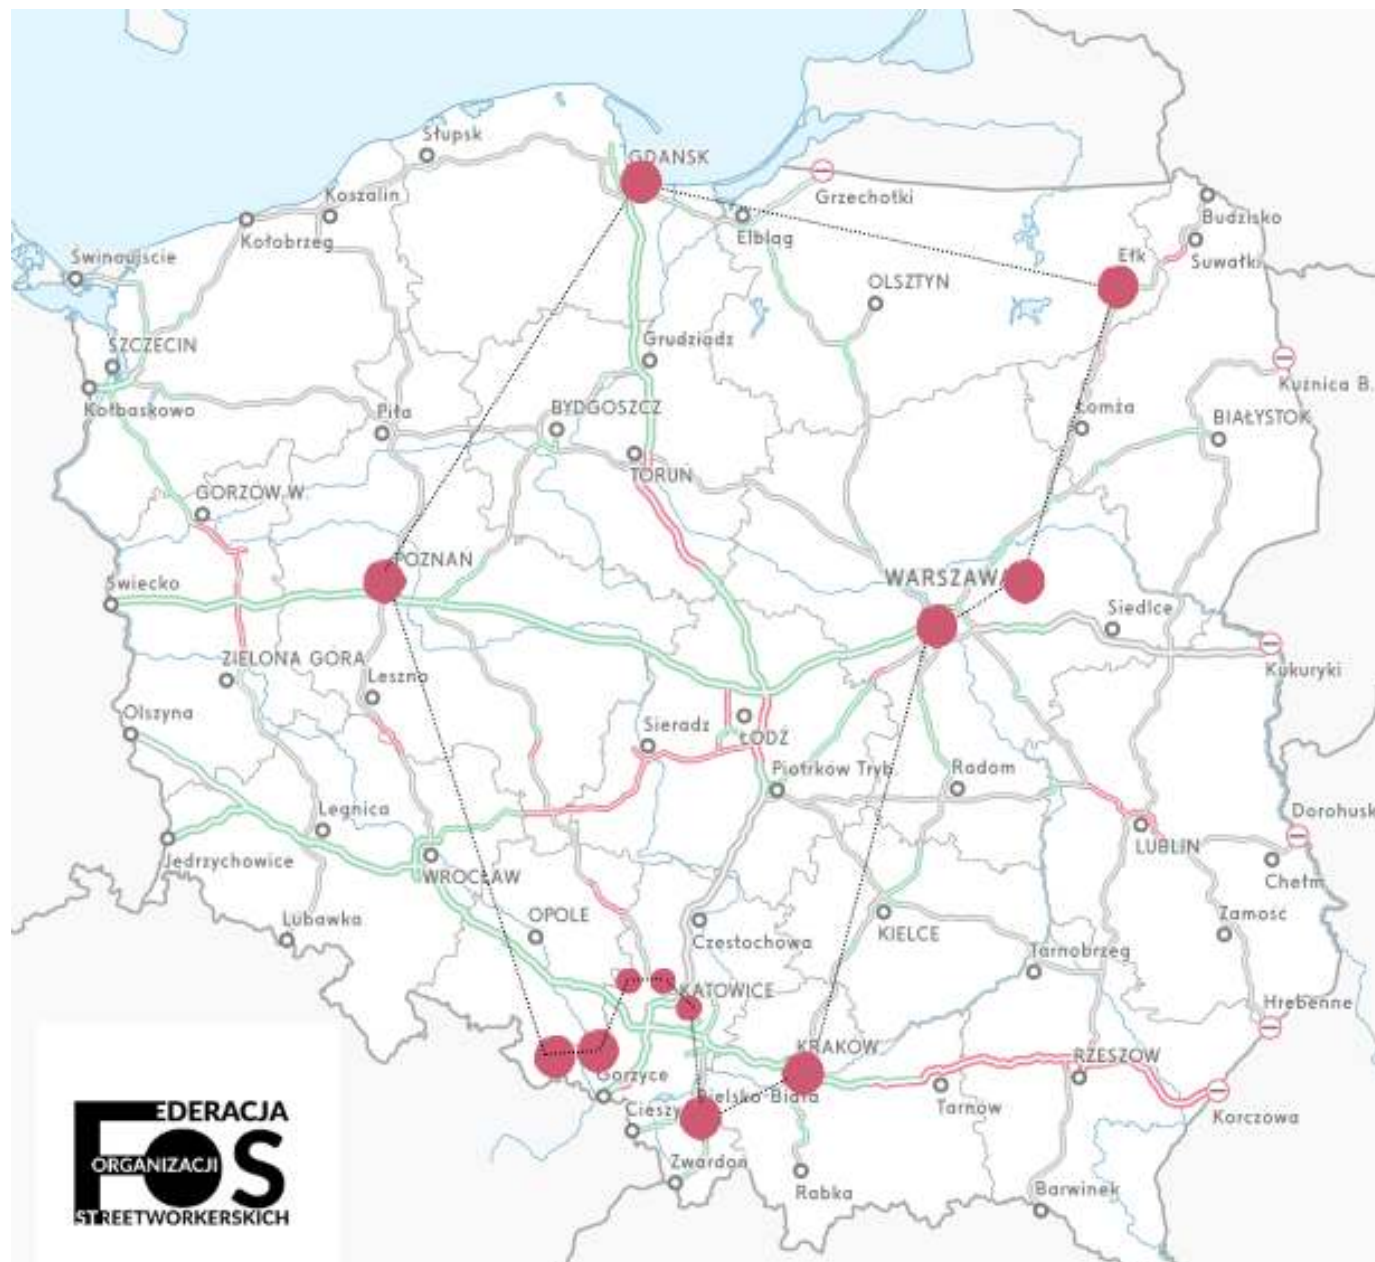 Słupsk
GDAŃSK
Koszalin
Grzechotki
Budzisko
Kołobrzeg
Elbląg
Ełk
Suwałki
Świnoujście
OLSZTYN
SZCZECIN
Grudziądz
Kuźnica B.
Kołbaskowo
Piła
BYDGOSZCZ
Łomża
BIAŁYSTOK
TORUŃ
GORZÓW W.
POZNAŃ
Świecko
WARSZAWA
Siedlce
ZIELONA GÓRA
Leszno
Kukuryki
Olszyna
Sieradz
ŁÓDŹ
Piotrków Tryb.
Radom
Legnica
Dorohusk
Jędrzychowice
LUBLIN
WROCŁAW
Chełm
Lubawka
OPOLE
Częstochowa
KIELCE
Zamość
Tarnobrzeg
KATOWICE
Hrebenne
KRAKÓW
RZESZÓW
Gorzyce
Bielsko-Biała
Tarnów
Korczowa
Cieszy
Zwardoń
Rabka
Barwinek
FEDERACJA
ORGANIZACJI
OS
STREETWORKERSKICH